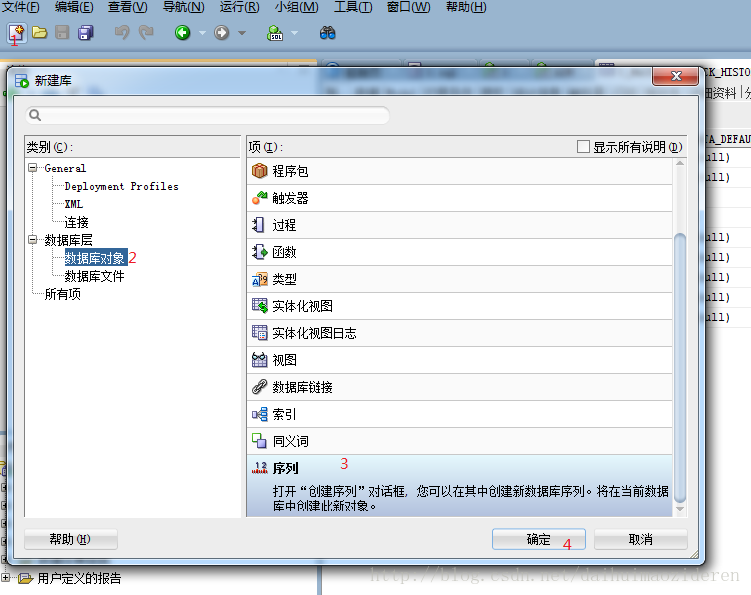 文件(F) 编辑(E) 查看(V) 导航(N) 运行(R) 小组(M) 工具(T) 窗口(W) 帮助(H)
1
新建库
类别(C):
General
Deployment Profiles
XML
连接
数据库层
数据库对象 2
数据库文件
所有项
项(I):
显示所有说明(D)
程序包
触发器
过程
函数
类型
实体化视图
实体化视图日志
视图
数据库链接
索引
同义词
序列 3
打开“创建序列”对话框, 您可以在其中创建新数据库序列。将在当前数据
库中创建此新对象。
帮助(H)
确定 4
取消
CK_HISTO
细资料 分
TA_DEFAU
ull)
ull)
ull)
ull)
ull)
ull)
ull)
用户定义的报告
http://blog.csdn.net/daihuimaozideren